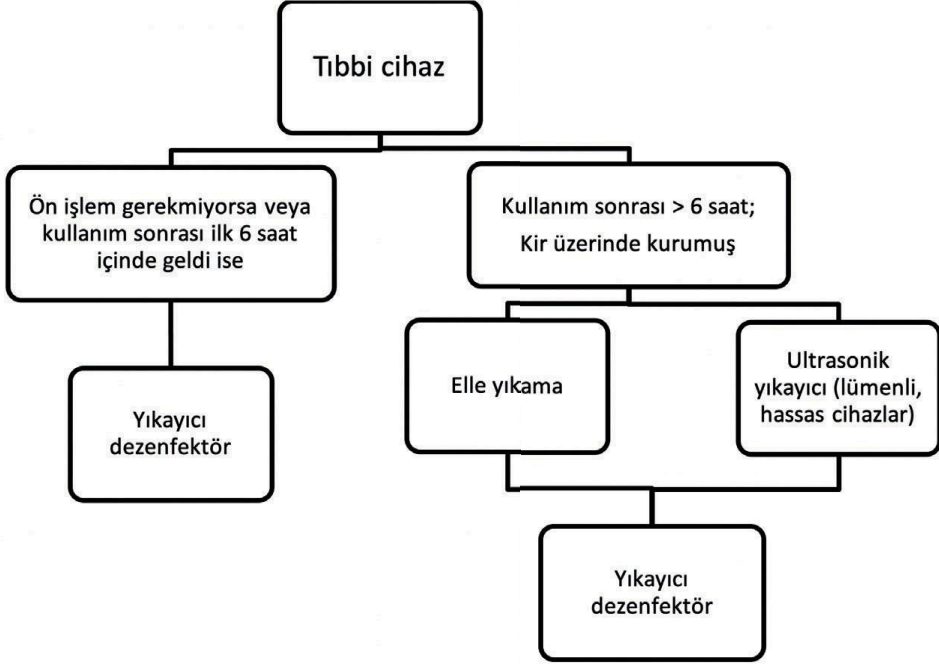 Tıbbi cihaz
Ön işlem gerekmiyorsa veya
kullanım sonrası ilk 6 saat
içinde geldi ise
Kullanım sonrası > 6 saat;
Kir üzerinde kurumuş
Yıkayıcı
dezenfektör
Elle yıkama
Ultrasonik
yıkayıcı (lümenli,
hassas cihazlar)
Yıkayıcı
dezenfektör